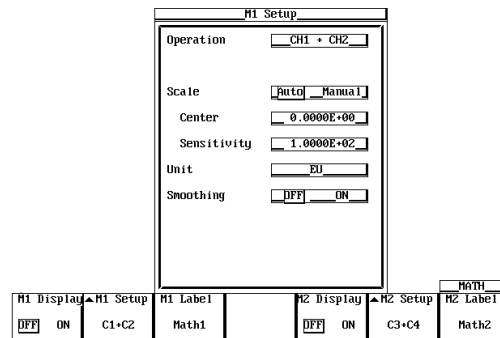 M1 Setup
Operation CH1 + CH2
Scale Auto Manual
Center 0.0000E+00
Sensitivity 1.0000E+02
Unit EU
Smoothing OFF ON
MATH
M1 Display ▲M1 Setup M1 Label M2 Display ▲M2 Setup M2 Label
OFF ON C1+C2 Math1 OFF ON C3+C4 Math2